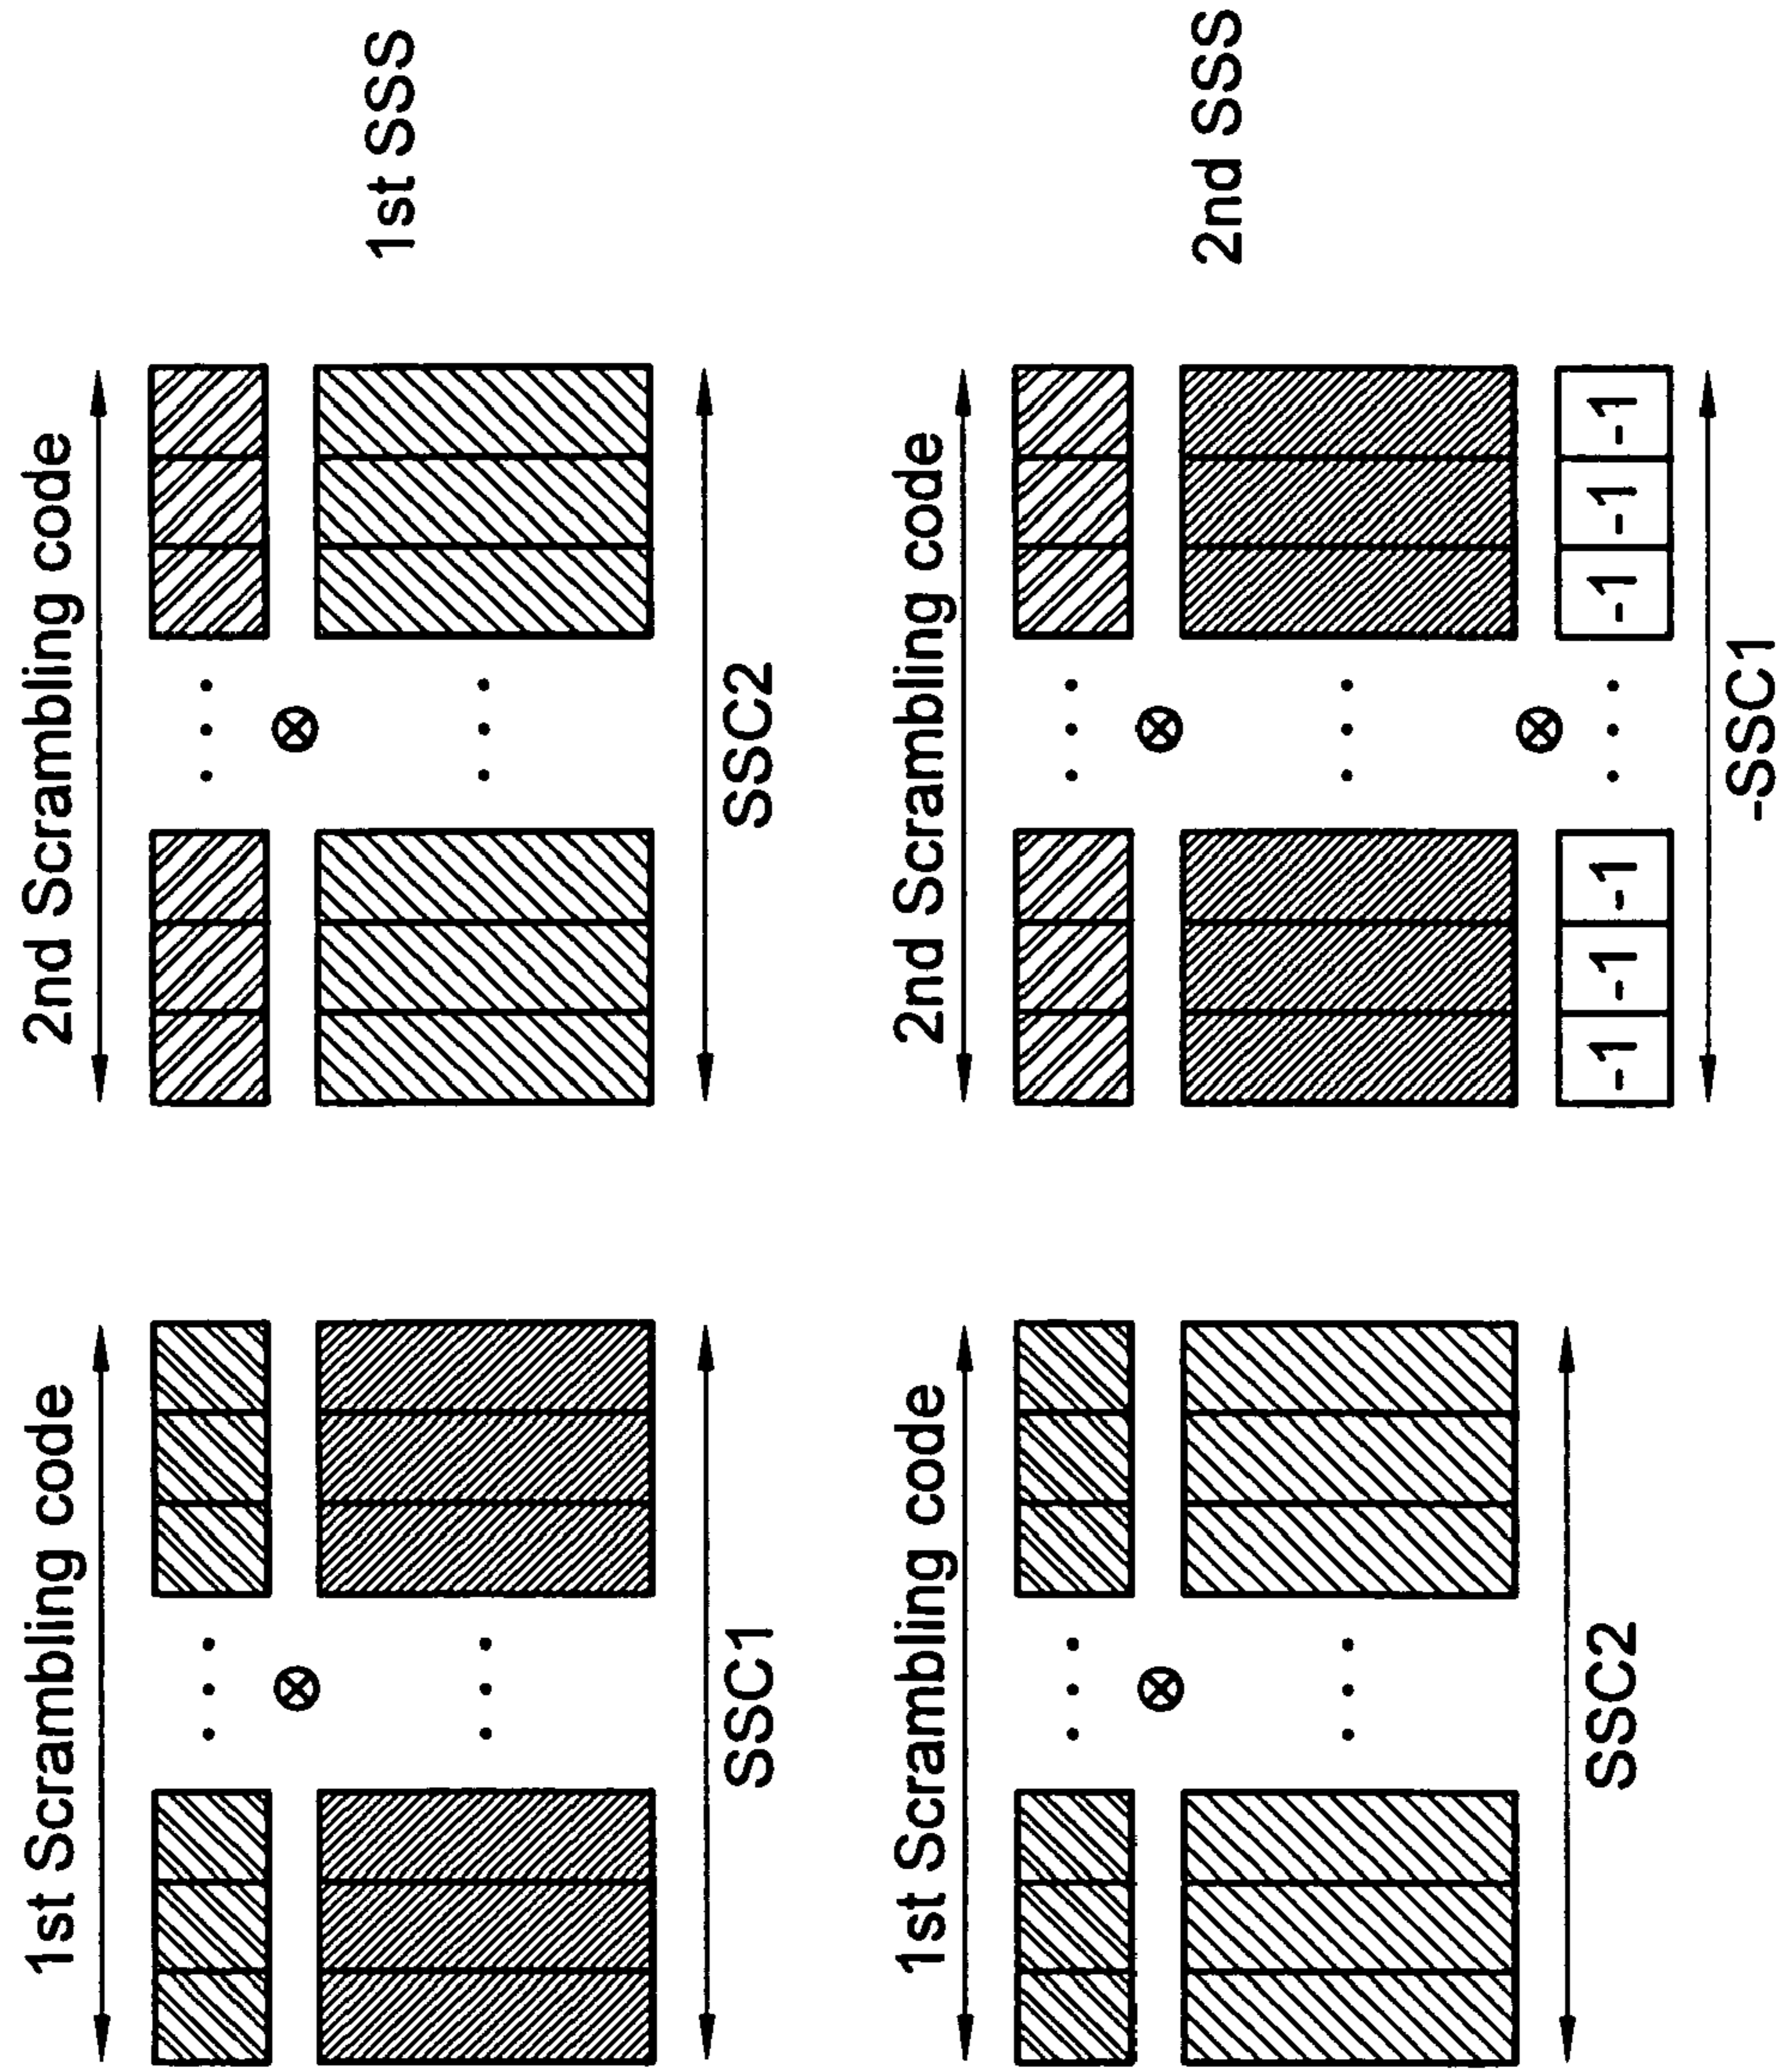 1st Scrambling code
2nd Scrambling code
1st SSS
SSC1
SSC2
1st Scrambling code
2nd Scrambling code
2nd SSS
SSC2
-1 -1 -1 ... -1 -1 -1
-SSC1